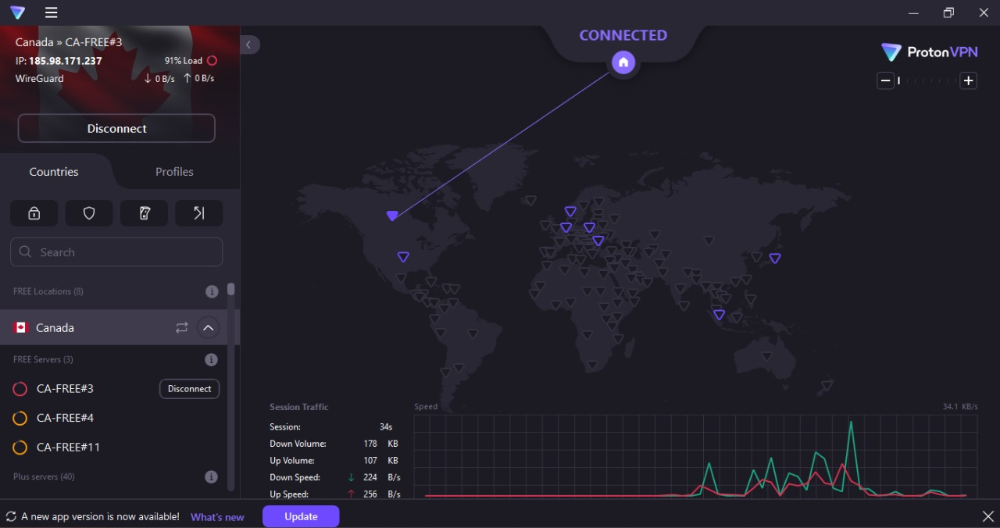 Canada » CA-FREE#3
IP: 185.98.171.237 91% Load
WireGuard ↓ 0 B/s ↑ 0 B/s
Disconnect
Countries Profiles
Search
FREE Locations (8)
Canada
FREE Servers (3)
CA-FREE#3 Disconnect
CA-FREE#4
CA-FREE#11
Plus servers (40)
CONNECTED
ProtonVPN
Session Traffic
Session: 34s
Down Volume: 178 KB
Up Volume: 107 KB
Down Speed: ↓ 224 B/s
Up Speed: ↑ 256 B/s
Speed 34.1 KB/s
A new app version is now available! What's new Update